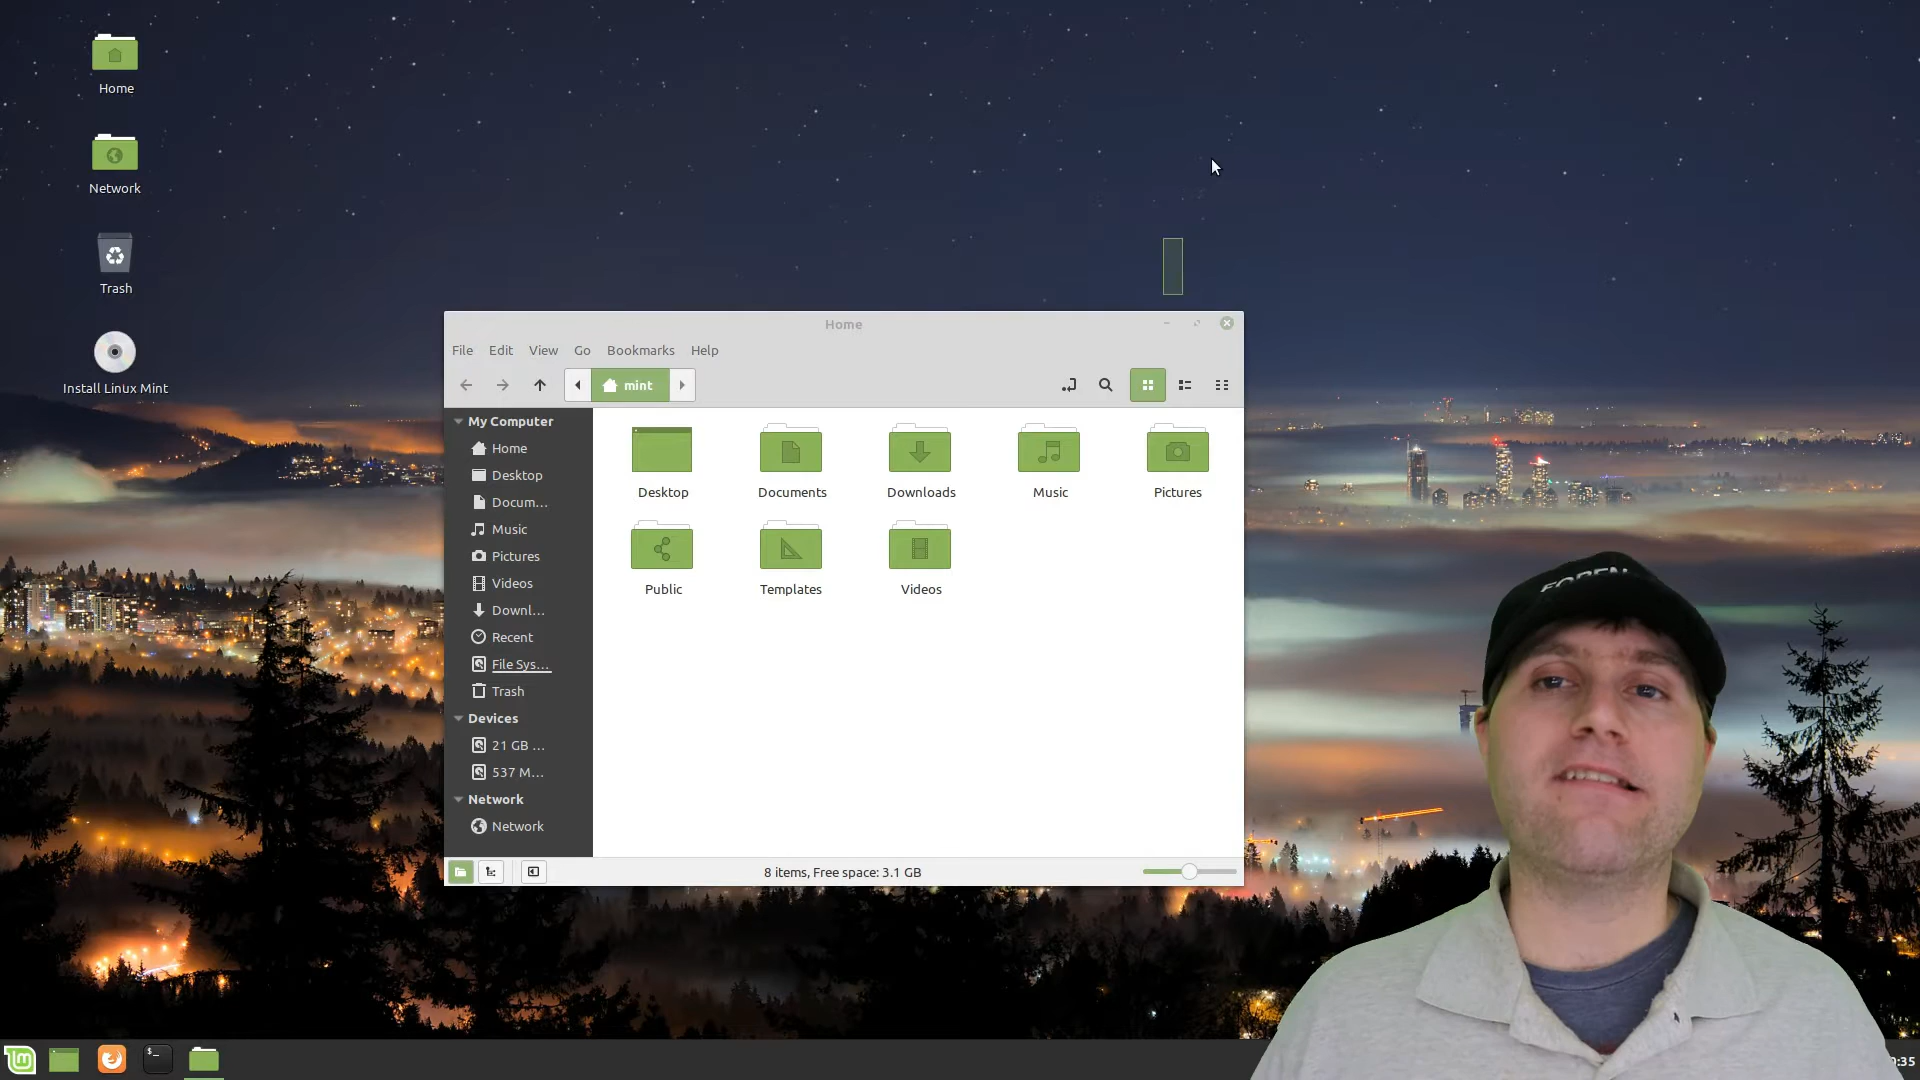 Home
Network
Trash
Install Linux Mint
Home
File Edit View Go Bookmarks Help
mint
My Computer
Home
Desktop
Docum...
Music
Pictures
Videos
Downl...
Recent
File Sys...
Trash
Devices
21 GB ...
537 M...
Network
Network
Desktop
Documents
Downloads
Music
Pictures
Public
Templates
Videos
8 items, Free space: 3.1 GB
$_
:35